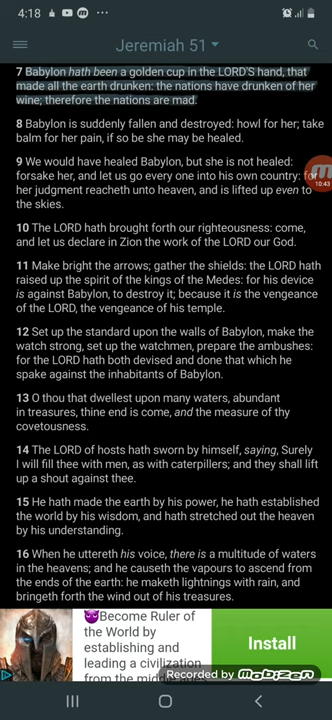 4:18
Jeremiah 51
7 Babylon hath been a golden cup in the LORD'S hand, that
made all the earth drunken: the nations have drunken of her
wine; therefore the nations are mad.
8 Babylon is suddenly fallen and destroyed: howl for her; take
balm for her pain, if so be she may be healed.
9 We would have healed Babylon, but she is not healed:
forsake her, and let us go every one into his own country: for
her judgment reacheth unto heaven, and is lifted up even to
the skies.
10:43
10 The LORD hath brought forth our righteousness: come,
and let us declare in Zion the work of the LORD our God.
11 Make bright the arrows; gather the shields: the LORD hath
raised up the spirit of the kings of the Medes: for his device
is against Babylon, to destroy it; because it is the vengeance
of the LORD, the vengeance of his temple.
12 Set up the standard upon the walls of Babylon, make the
watch strong, set up the watchmen, prepare the ambushes:
for the LORD hath both devised and done that which he
spake against the inhabitants of Babylon.
13 O thou that dwellest upon many waters, abundant
in treasures, thine end is come, and the measure of thy
covetousness.
14 The LORD of hosts hath sworn by himself, saying, Surely
I will fill thee with men, as with caterpillers; and they shall lift
up a shout against thee.
15 He hath made the earth by his power, he hath established
the world by his wisdom, and hath stretched out the heaven
by his understanding.
16 When he uttereth his voice, there is a multitude of waters
in the heavens; and he causeth the vapours to ascend from
the ends of the earth: he maketh lightnings with rain, and
bringeth forth the wind out of his treasures.
😈Become Ruler of
the World by
establishing and
leading a civilization
from the
Install
Recorded by Mobizen